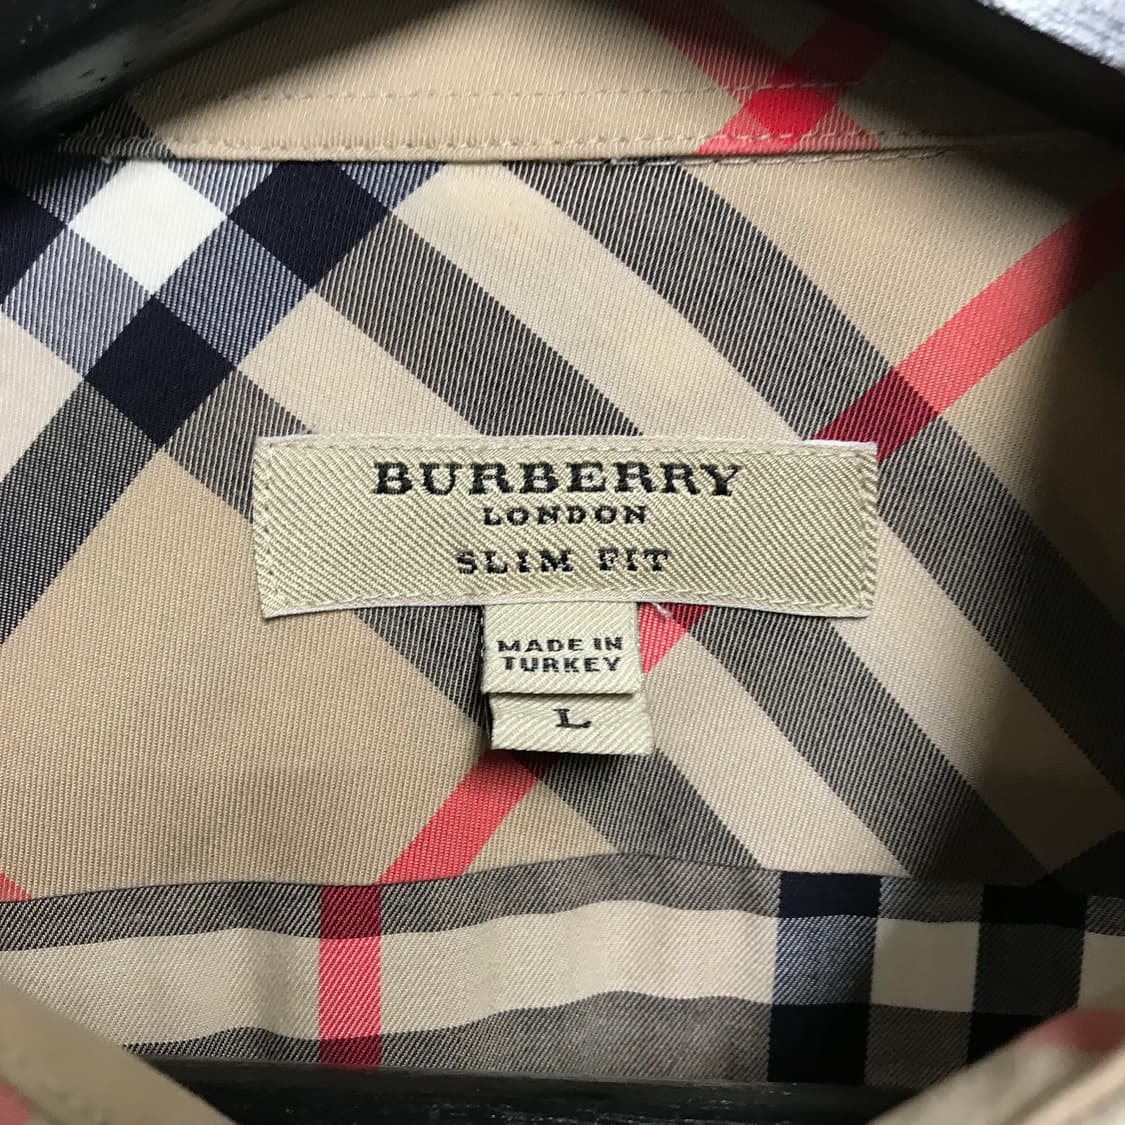 BURBERRY
LONDON
SLIM FIT
MADE IN
TURKEY
L